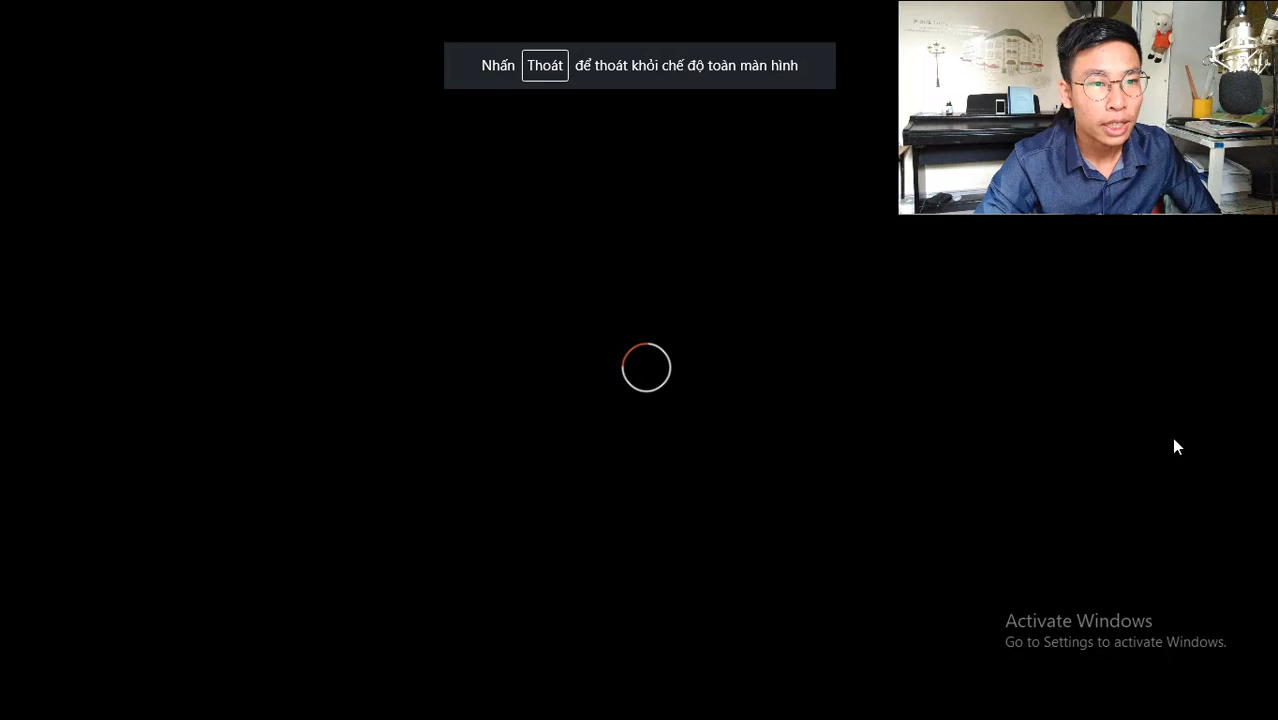 Nhấn Thoát để thoát khỏi chế độ toàn màn hình
Activate Windows
Go to Settings to activate Windows.